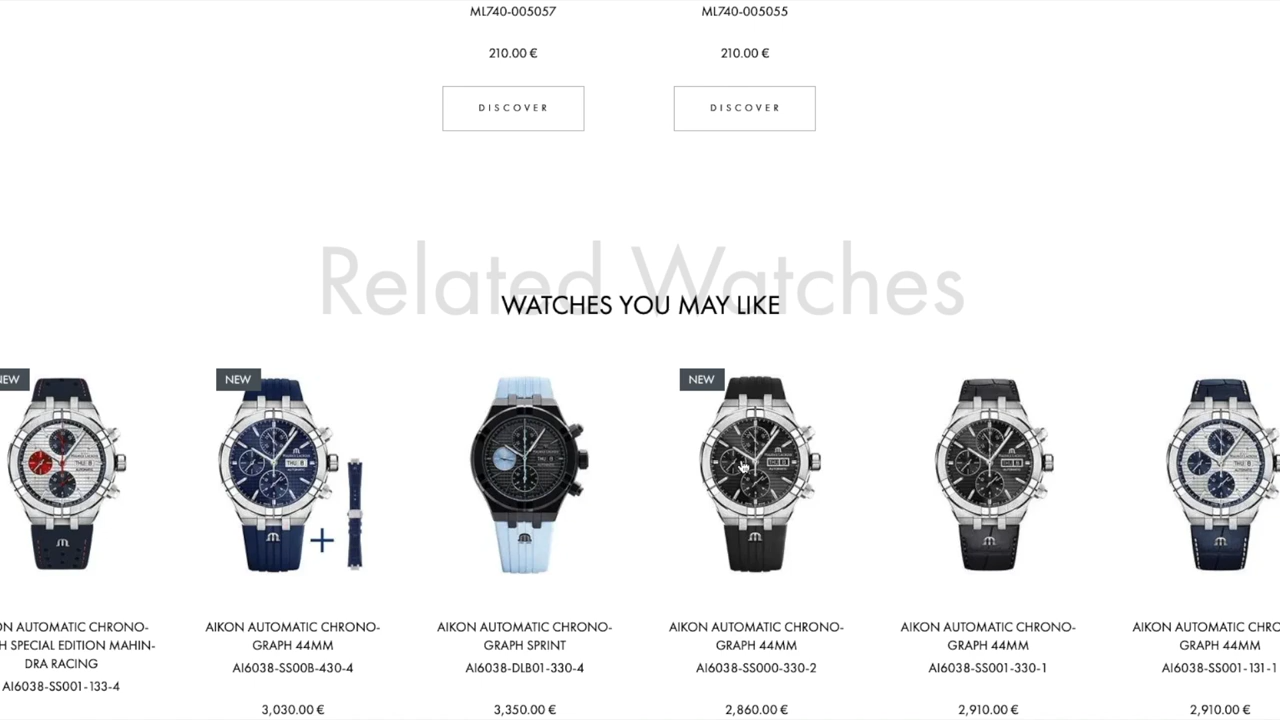 ML740-005057
ML740-005055
210.00 €
210.00 €
DISCOVER
DISCOVER
Related Watches
WATCHES YOU MAY LIKE
NEW
NEW
NEW
AUTOMATIC CHRONO-
SPECIAL EDITION MAHIN-
DRA RACING
AI6038-SS001-133-4
AIKON AUTOMATIC CHRONO-
GRAPH 44MM
AI6038-SS00B-430-4
3,030.00 €
AIKON AUTOMATIC CHRONO-
GRAPH SPRINT
AI6038-DLB01-330-4
3,350.00 €
AIKON AUTOMATIC CHRONO-
GRAPH 44MM
AI6038-SS000-330-2
2,860.00 €
AIKON AUTOMATIC CHRONO-
GRAPH 44MM
AI6038-SS001-330-1
2,910.00 €
AIKON AUTOMATIC CHRO
GRAPH 44MM
AI6038-SS001-131-1
2,910.00 €